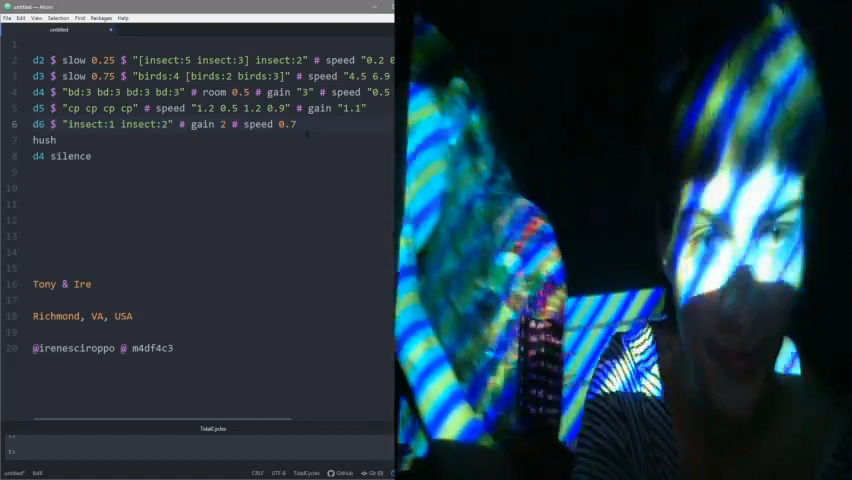 untitled — Atom
File Edit View Selection Find Packages Help
untitled
1
2 d2 $ slow 0.25 $ "[insect:5 insect:3] insect:2" # speed "0.2 0
3 d3 $ slow 0.75 $ "birds:4 [birds:2 birds:3]" # speed "4.5 6.9
4 d4 $ "bd:3 bd:3 bd:3 bd:3" # room 0.5 # gain "3" # speed "0.5
5 d5 $ "cp cp cp cp" # speed "1.2 0.5 1.2 0.9" # gain "1.1"
6 d6 $ "insect:1 insect:2" # gain 2 # speed 0.7
7 hush
8 d4 silence
9
10
11
12
13
14
15
16 Tony & Ire
17
18 Richmond, VA, USA
19
20 @irenesciroppo @ m4df4c3
TidalCycles
t>
t>
untitled* 6:46 CRLF UTF-8 TidalCycles GitHub Git (0)